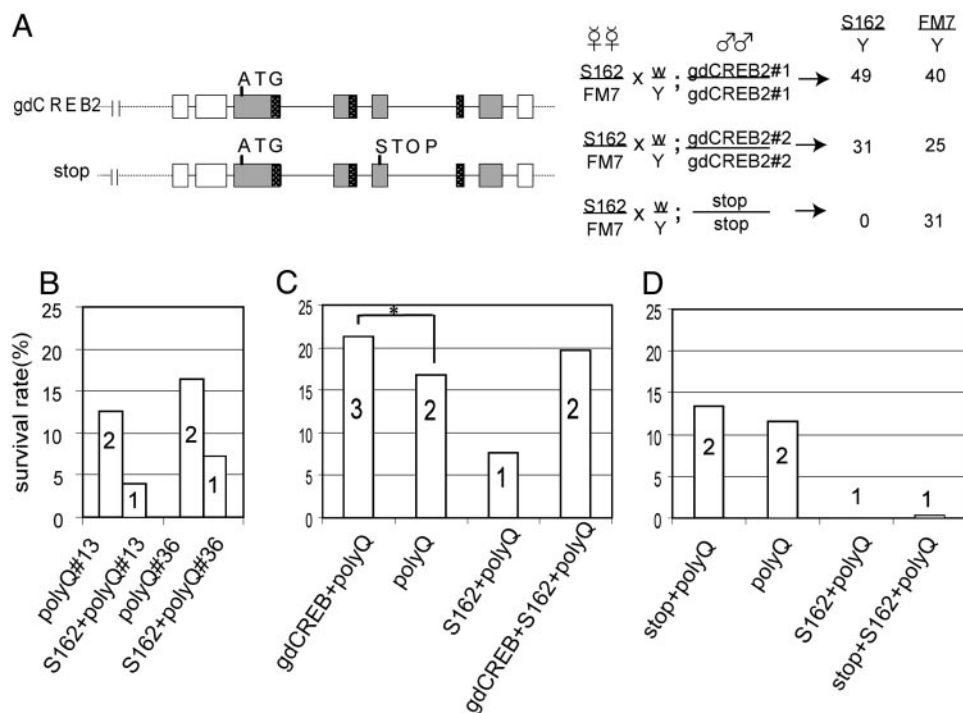 A
gdCREB2
ATG
stop
ATG
STOP
☿☿ ♂♂ S162 FM7
Y Y
S162 x w ; gdCREB2#1 → 49 40
FM7 Y gdCREB2#1
S162 x w ; gdCREB2#2 → 31 25
FM7 Y gdCREB2#2
S162 x w ; stop → 0 31
FM7 Y stop
B
survival rate(%)
25
20
15
10
5
0
2
1
2
1
polyQ#13
S162+polyQ#13
polyQ#36
S162+polyQ#36
C
25
20
15
10
5
0
*
3
2
1
2
gdCREB+polyQ
polyQ
S162+polyQ
gdCREB+S162+polyQ
D
25
20
15
10
5
0
2
2
1
1
stop+polyQ
polyQ
S162+polyQ
stop+S162+polyQ